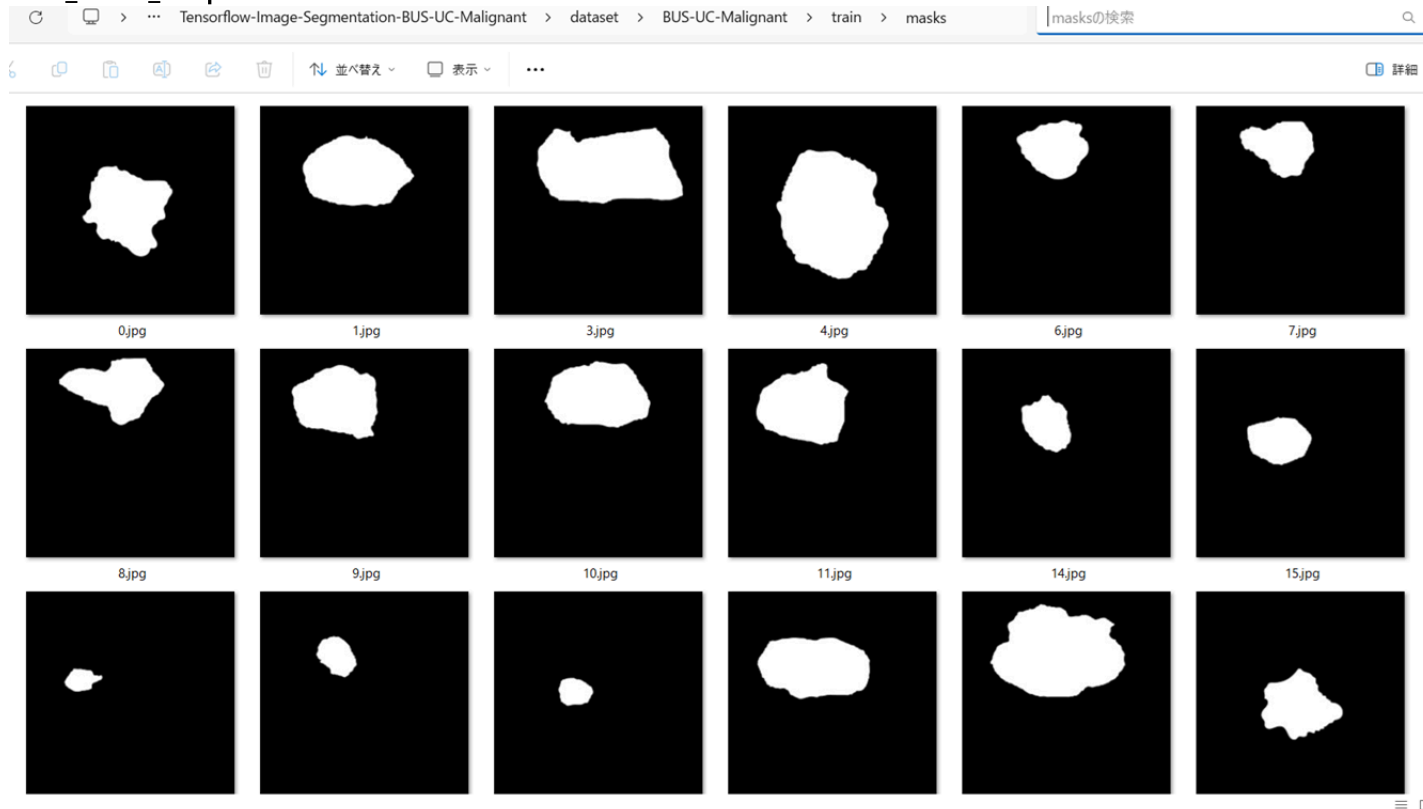 Tensorflow-Image-Segmentation-BUS-UC-Malignant > dataset > BUS-UC-Malignant > train > masks
masksの検索
並べ替え
表示
詳細
0.jpg
1.jpg
3.jpg
4.jpg
6.jpg
7.jpg
8.jpg
9.jpg
10.jpg
11.jpg
14.jpg
15.jpg